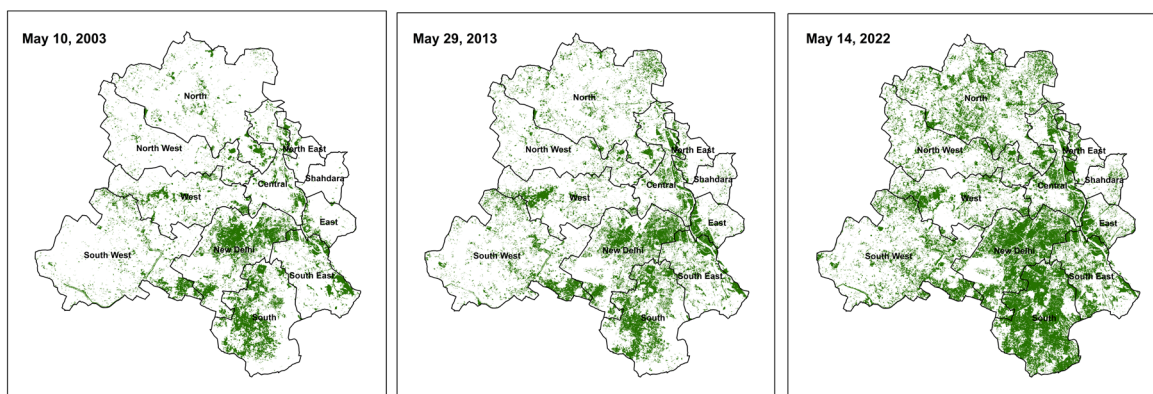 May 10, 2003
North
North West
North East
Shahdara
Central
West
East
New Delhi
South West
South East
South
May 29, 2013
North
North West
North East
Shahdara
Central
West
East
New Delhi
South West
South East
South
May 14, 2022
North
North West
North East
Shahdara
Central
West
East
New Delhi
South West
South East
South